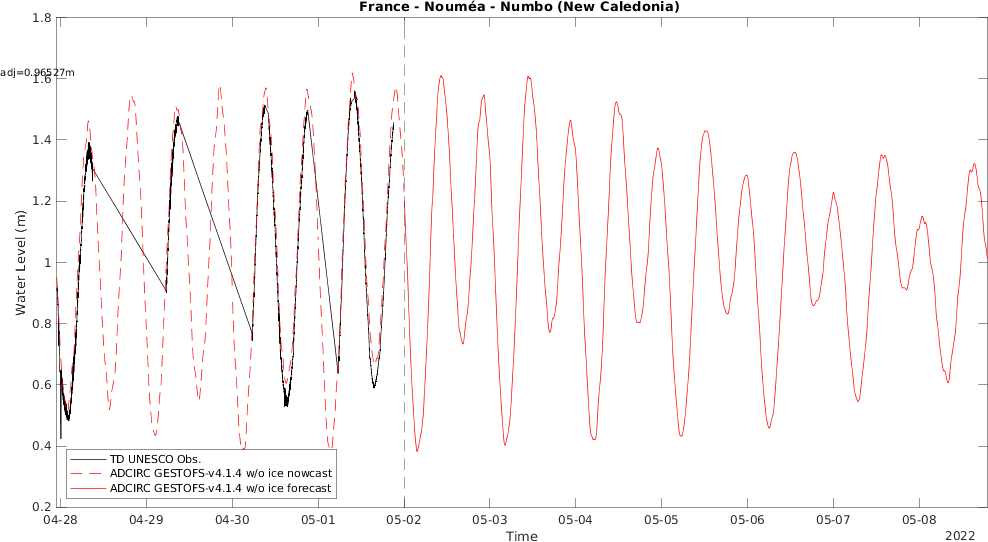 France - Nouméa - Numbo (New Caledonia)
1.8
adj=0.96527m
1.6
1.4
1.2
1
0.8
0.6
0.4
0.2
Water Level (m)
TD UNESCO Obs.
ADCIRC GESTOFS-v4.1.4 w/o ice nowcast
ADCIRC GESTOFS-v4.1.4 w/o ice forecast
04-28 04-29 04-30 05-01 05-02 05-03 05-04 05-05 05-06 05-07 05-08
Time
2022